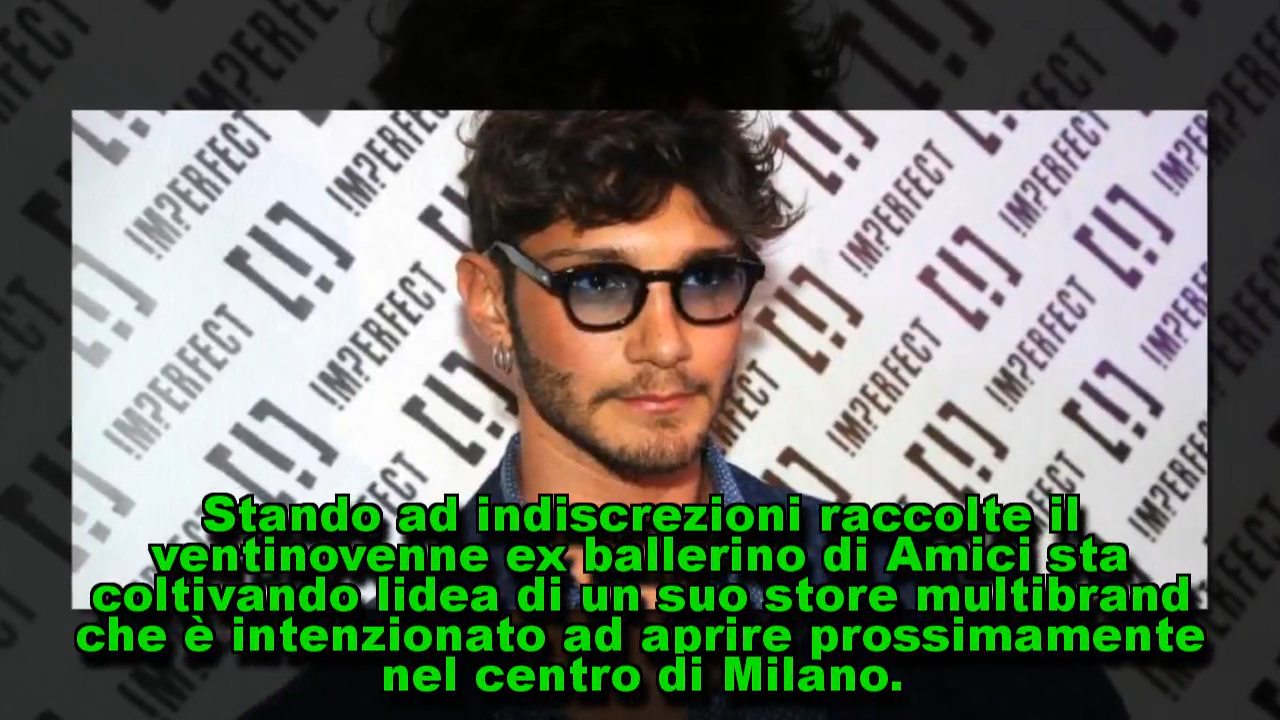 !M?ERFECT
[!]
Stando ad indiscrezioni raccolte il
ventinovenne ex ballerino di Amici sta
coltivando lidea di un suo store multibrand
che è intenzionato ad aprire prossimamente
nel centro di Milano.